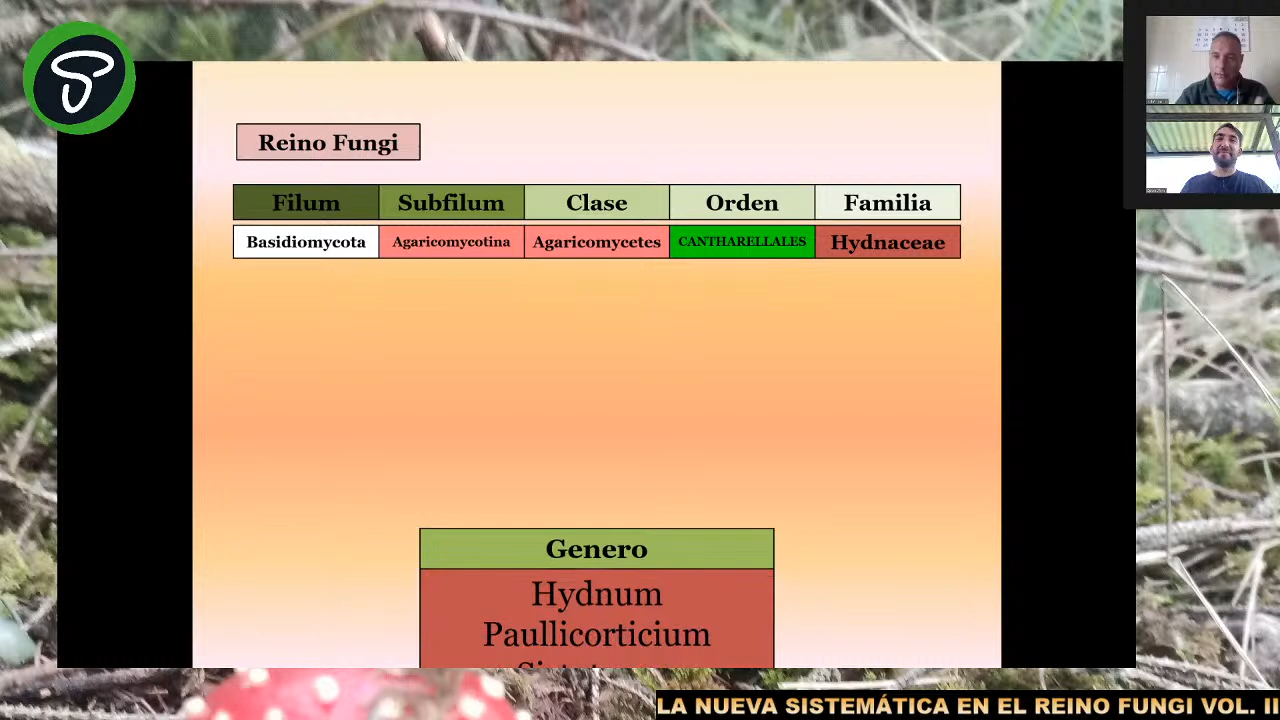 Reino Fungi
Filum Subfilum Clase Orden Familia
Basidiomycota Agaricomycotina Agaricomycetes CANTHARELLALES Hydnaceae
Genero
Hydnum
Paullicorticium
LA NUEVA SISTEMÁTICA EN EL REINO FUNGI VOL. II